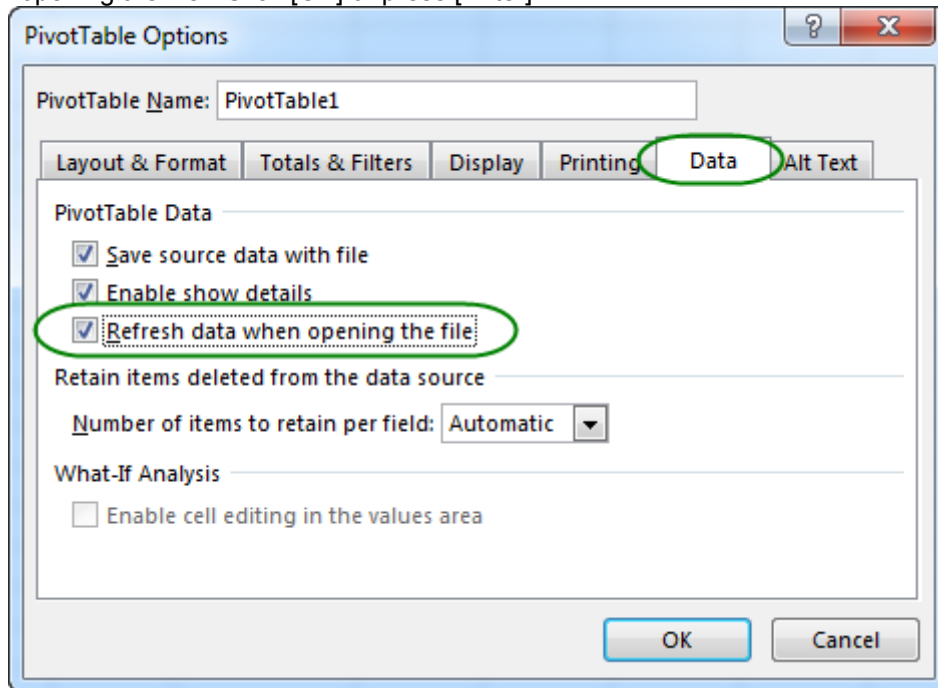 PivotTable Options
PivotTable Name: PivotTable1
Layout & Format Totals & Filters Display Printing Data Alt Text
PivotTable Data
Save source data with file
Enable show details
Refresh data when opening the file
Retain items deleted from the data source
Number of items to retain per field: Automatic
What-If Analysis
Enable cell editing in the values area
OK Cancel